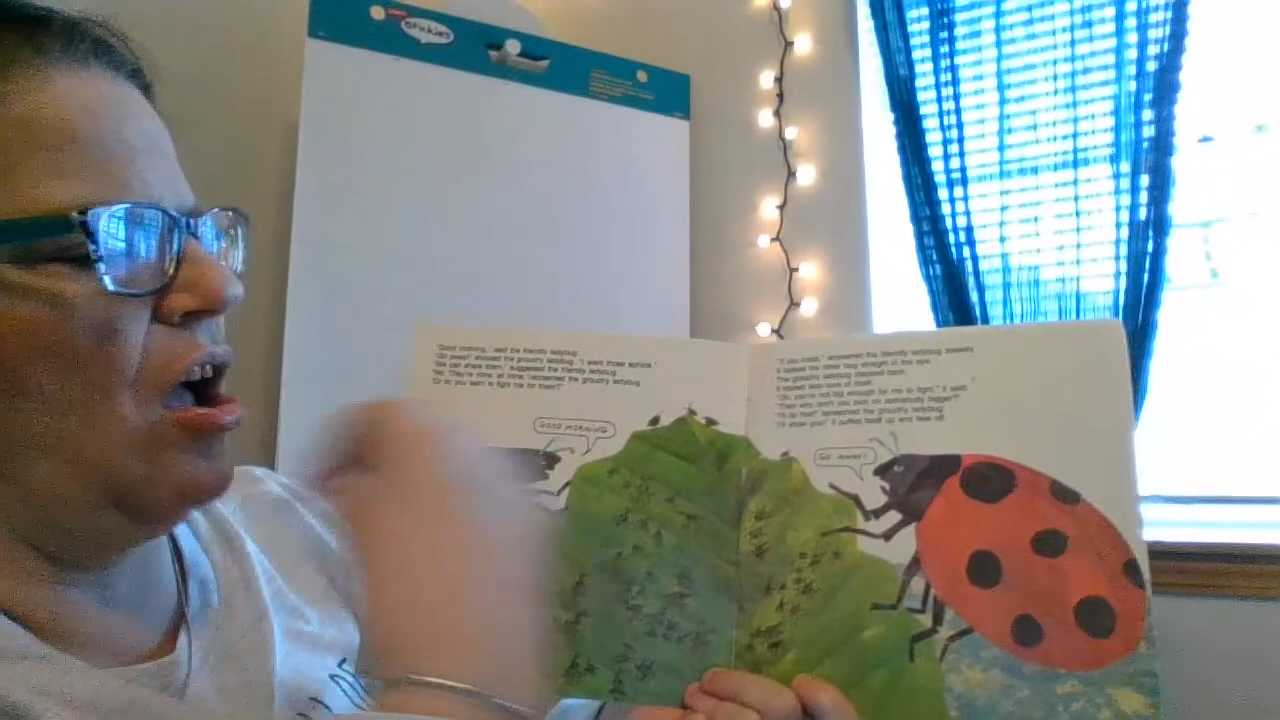 stickies
"Good morning," said the friendly ladybug.
"Go away!" shouted the grouchy ladybug. "I want those aphids."
"We can share them," suggested the friendly ladybug.
"No. They're mine, all mine," screamed the grouchy ladybug.
"Or do you want to fight me for them?"
GOOD MORNING
"If you insist," answered the friendly ladybug sweetly.
It looked the other bug straight in the eye.
The grouchy ladybug stepped back.
It looked less sure of itself.
"Oh, you're not big enough for me to fight," it said.
"Then why don't you pick on somebody bigger?"
"I'll do that!" screeched the grouchy ladybug.
"I'll show you!" It puffed itself up and flew off.
GO AWAY!